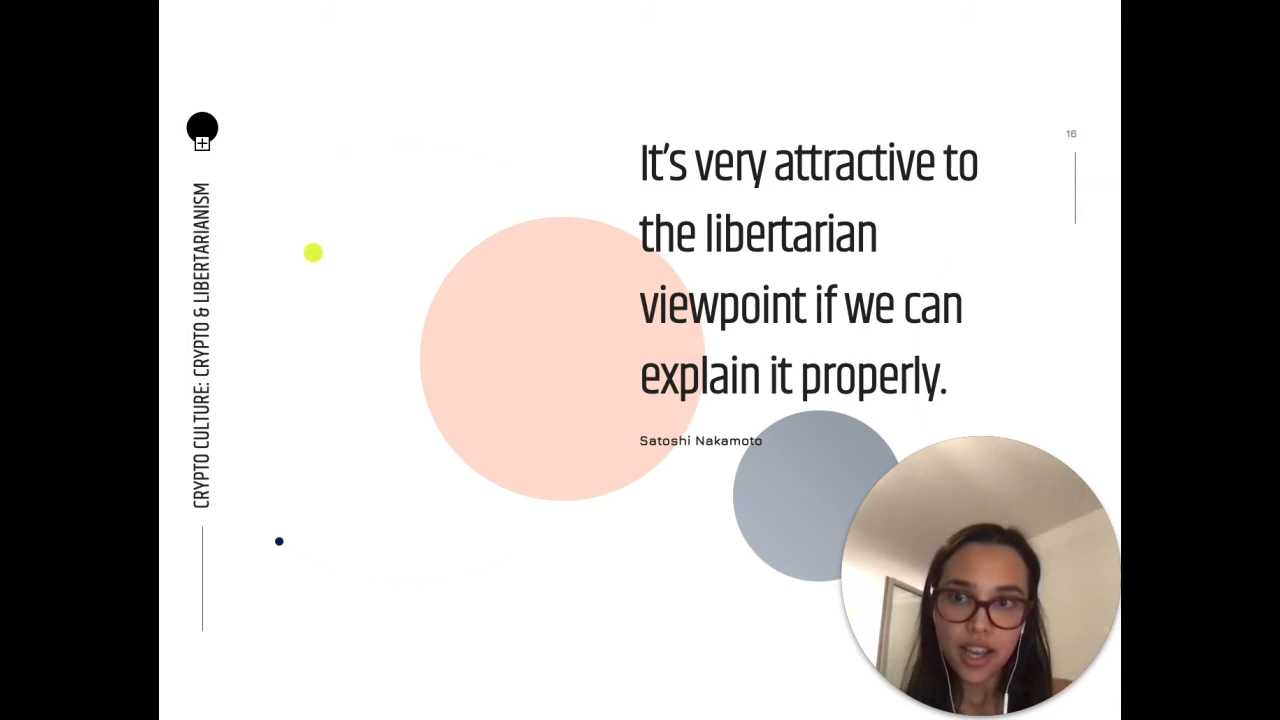 CRYPTO CULTURE: CRYPTO & LIBERTARIANISM
16
It's very attractive to
the libertarian
viewpoint if we can
explain it properly.
Satoshi Nakamoto